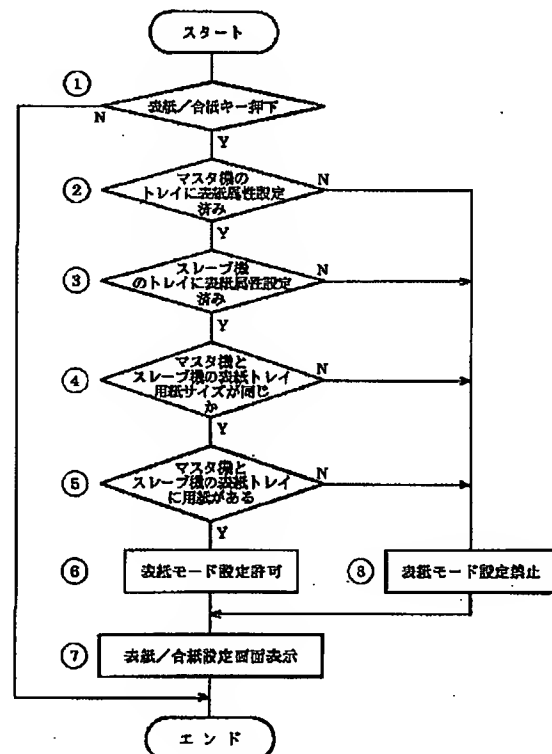 スタート
①
表紙/合紙キー押下
N
Y
②
マスタ機の
トレイに表紙属性設定
済み
N
Y
③
スレーブ機
のトレイに表紙属性設定
済み
N
Y
④
マスタ機と
スレーブ機の表紙トレイ
用紙サイズが同じ
か
N
Y
⑤
マスタ機と
スレーブ機の表紙トレイ
に用紙がある
N
Y
⑥
表紙モード設定許可
⑧
表紙モード設定禁止
⑦
表紙/合紙設定画面表示
エンド